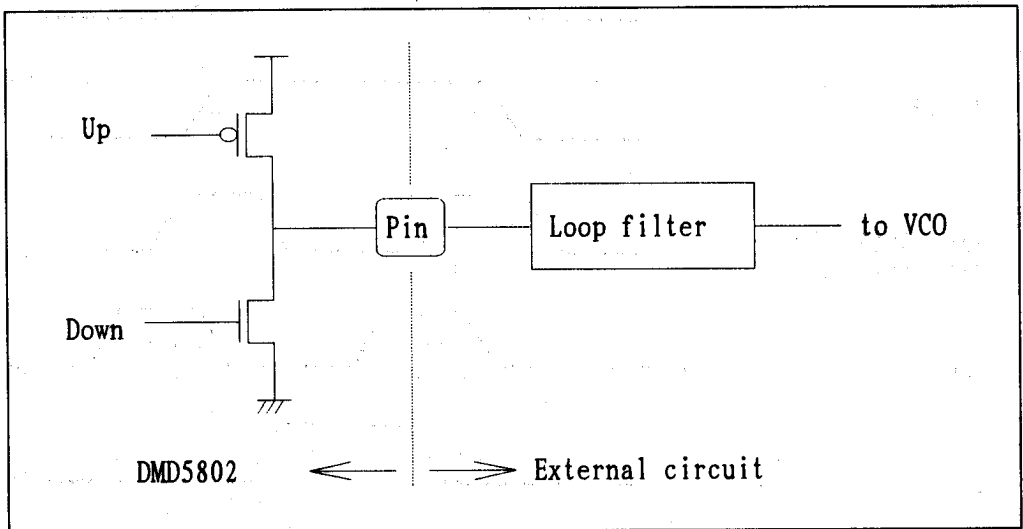 Up
Pin
Loop filter
to VCO
Down
DMD5802
External circuit